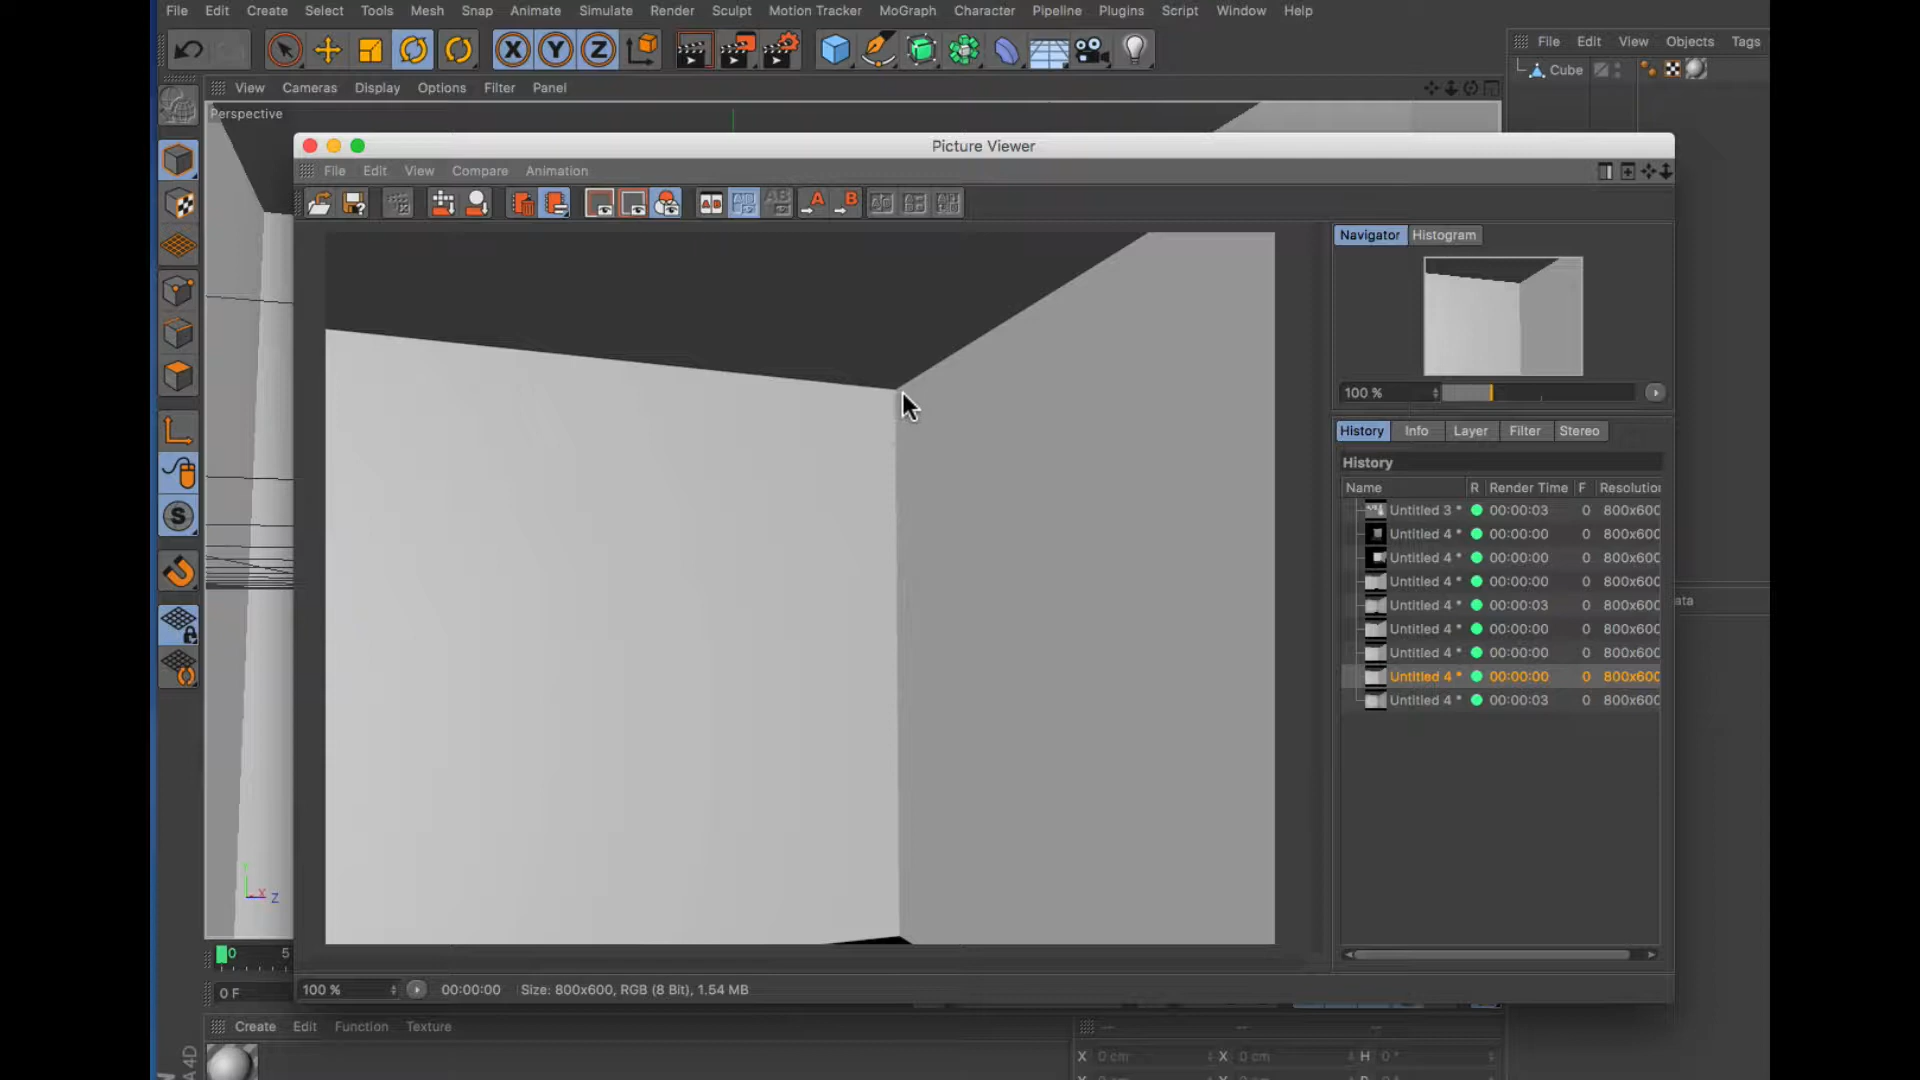 File Edit Create Select Tools Mesh Snap Animate Simulate Render Sculpt Motion Tracker MoGraph Character Pipeline Plugins Script Window Help
X Y Z
File Edit View Objects Tags
Cube
View Cameras Display Options Filter Panel
Perspective
Picture Viewer
File Edit View Compare Animation
A B
Navigator Histogram
100 %
History Info Layer Filter Stereo
History
Name R Render Time F Resolution
Untitled 3 * 00:00:03 0 800x600
Untitled 4 * 00:00:00 0 800x600
Untitled 4 * 00:00:00 0 800x600
Untitled 4 * 00:00:00 0 800x600
Untitled 4 * 00:00:03 0 800x600
Untitled 4 * 00:00:00 0 800x600
Untitled 4 * 00:00:00 0 800x600
Untitled 4 * 00:00:00 0 800x600
Untitled 4 * 00:00:03 0 800x600
ata
S
Y X Z
0 5
0 F
100 % 00:00:00 Size: 800x600, RGB (8 Bit), 1.54 MB
Create Edit Function Texture
X 0 cm X 0 cm H 0 °
A 4D